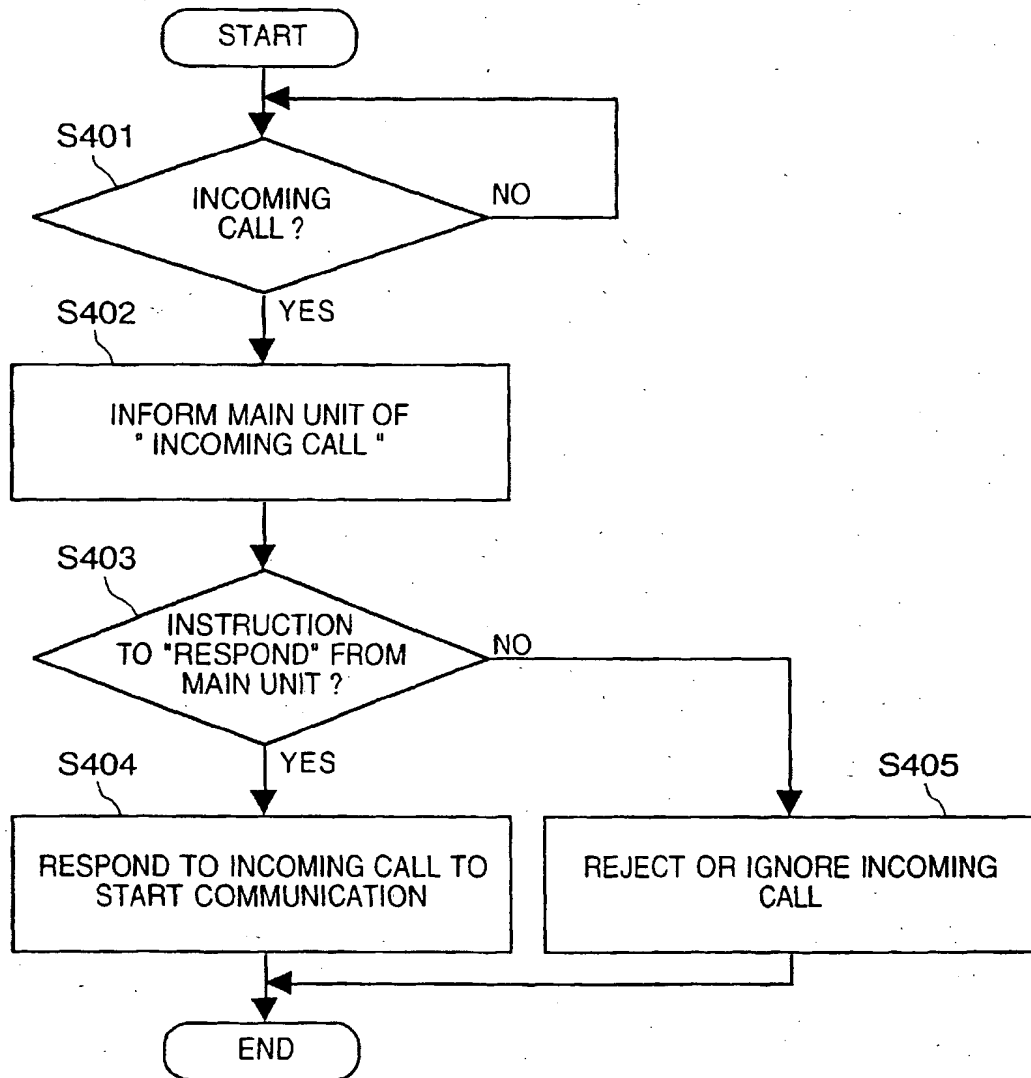 START
S401
INCOMING
CALL ?
NO
YES
S402
INFORM MAIN UNIT OF
" INCOMING CALL "
S403
INSTRUCTION
TO "RESPOND" FROM
MAIN UNIT ?
NO
YES
S404
RESPOND TO INCOMING CALL TO
START COMMUNICATION
S405
REJECT OR IGNORE INCOMING
CALL
END